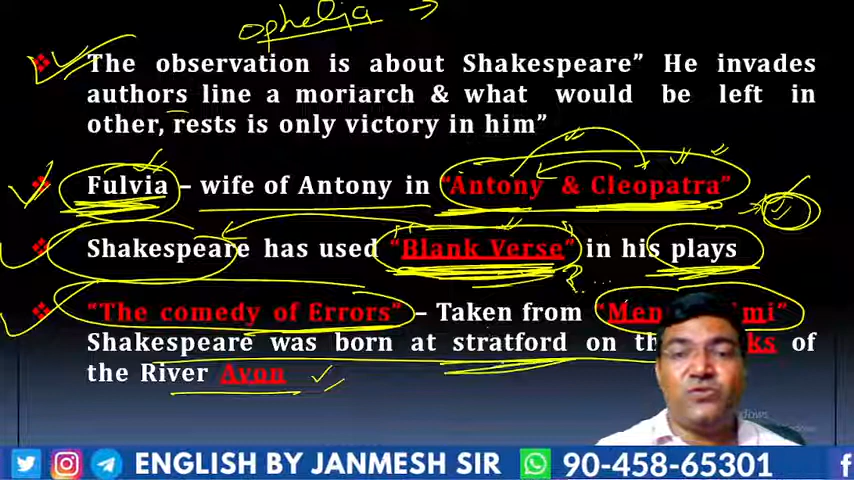 ophelia →
The observation is about Shakespeare” He invades
authors line a moriarch & what would be left in
other, rests is only victory in him”
Fulvia – wife of Antony in “Antony & Cleopatra”
Shakespeare has used “Blank Verse” in his plays
“The comedy of Errors” – Taken from
Shakespeare was born at stratford on of
the River Avon
ENGLISH BY JANMESH SIR 90-458-65301